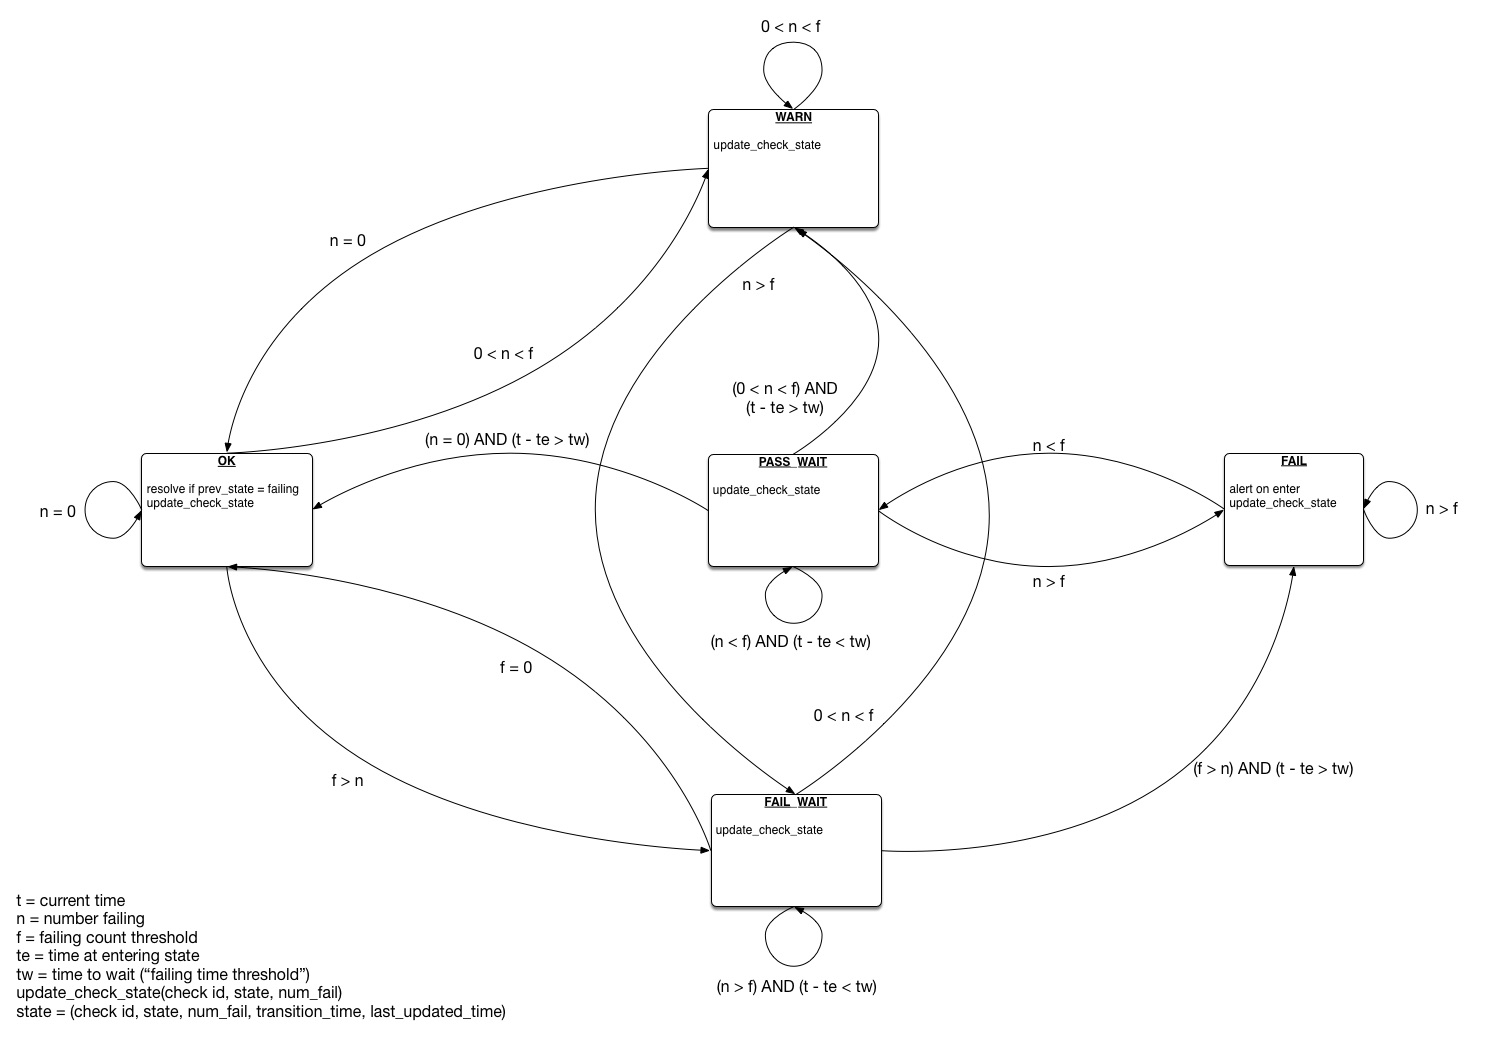 0 < n < f
WARN
update_check_state
n = 0
n > f
0 < n < f
(0 < n < f) AND
(t - te > tw)
(n = 0) AND (t - te > tw)
n < f
OK
resolve if prev_state = failing
update_check_state
PASS_WAIT
update_check_state
FAIL
alert on enter
update_check_state
n = 0
n > f
n > f
(n < f) AND (t - te < tw)
f = 0
0 < n < f
f > n
(f > n) AND (t - te > tw)
FAIL_WAIT
update_check_state
(n > f) AND (t - te < tw)
t = current time
n = number failing
f = failing count threshold
te = time at entering state
tw = time to wait (“failing time threshold”)
update_check_state(check id, state, num_fail)
state = (check id, state, num_fail, transition_time, last_updated_time)